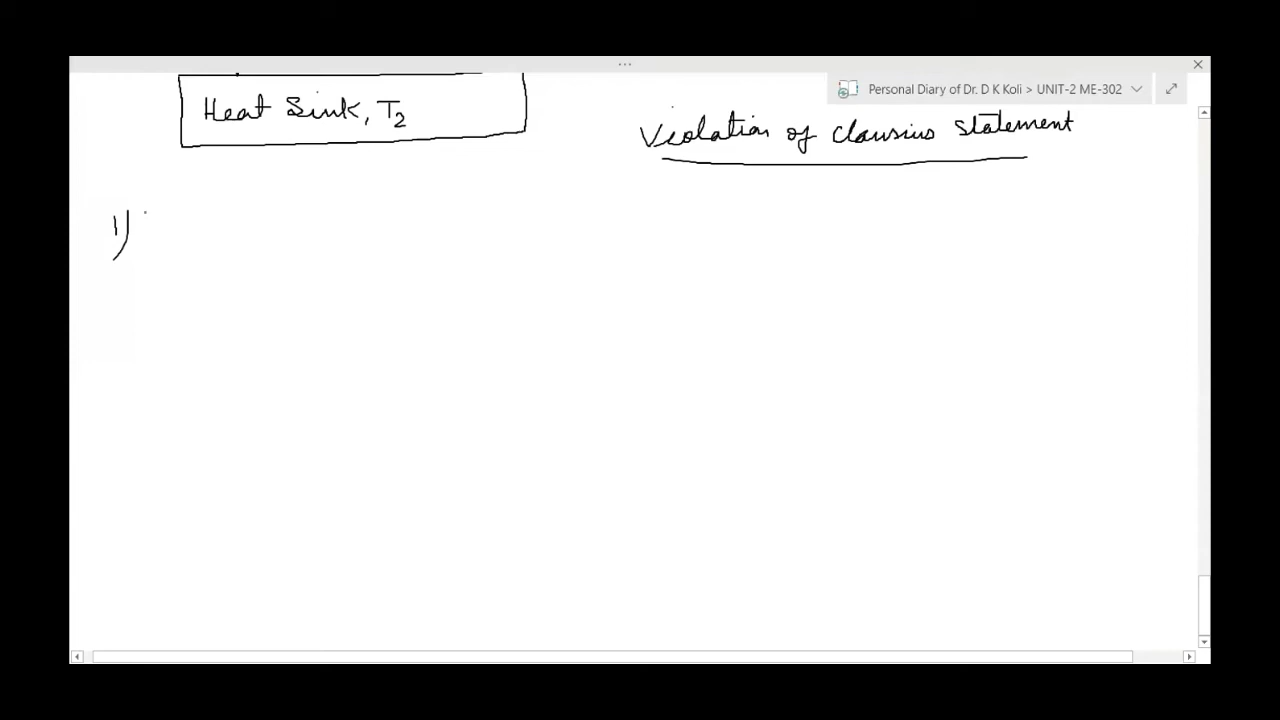 Personal Diary of Dr. D K Koli > UNIT-2 ME-302
Heat Sink, T2
Violation of Clausius Statement
1)